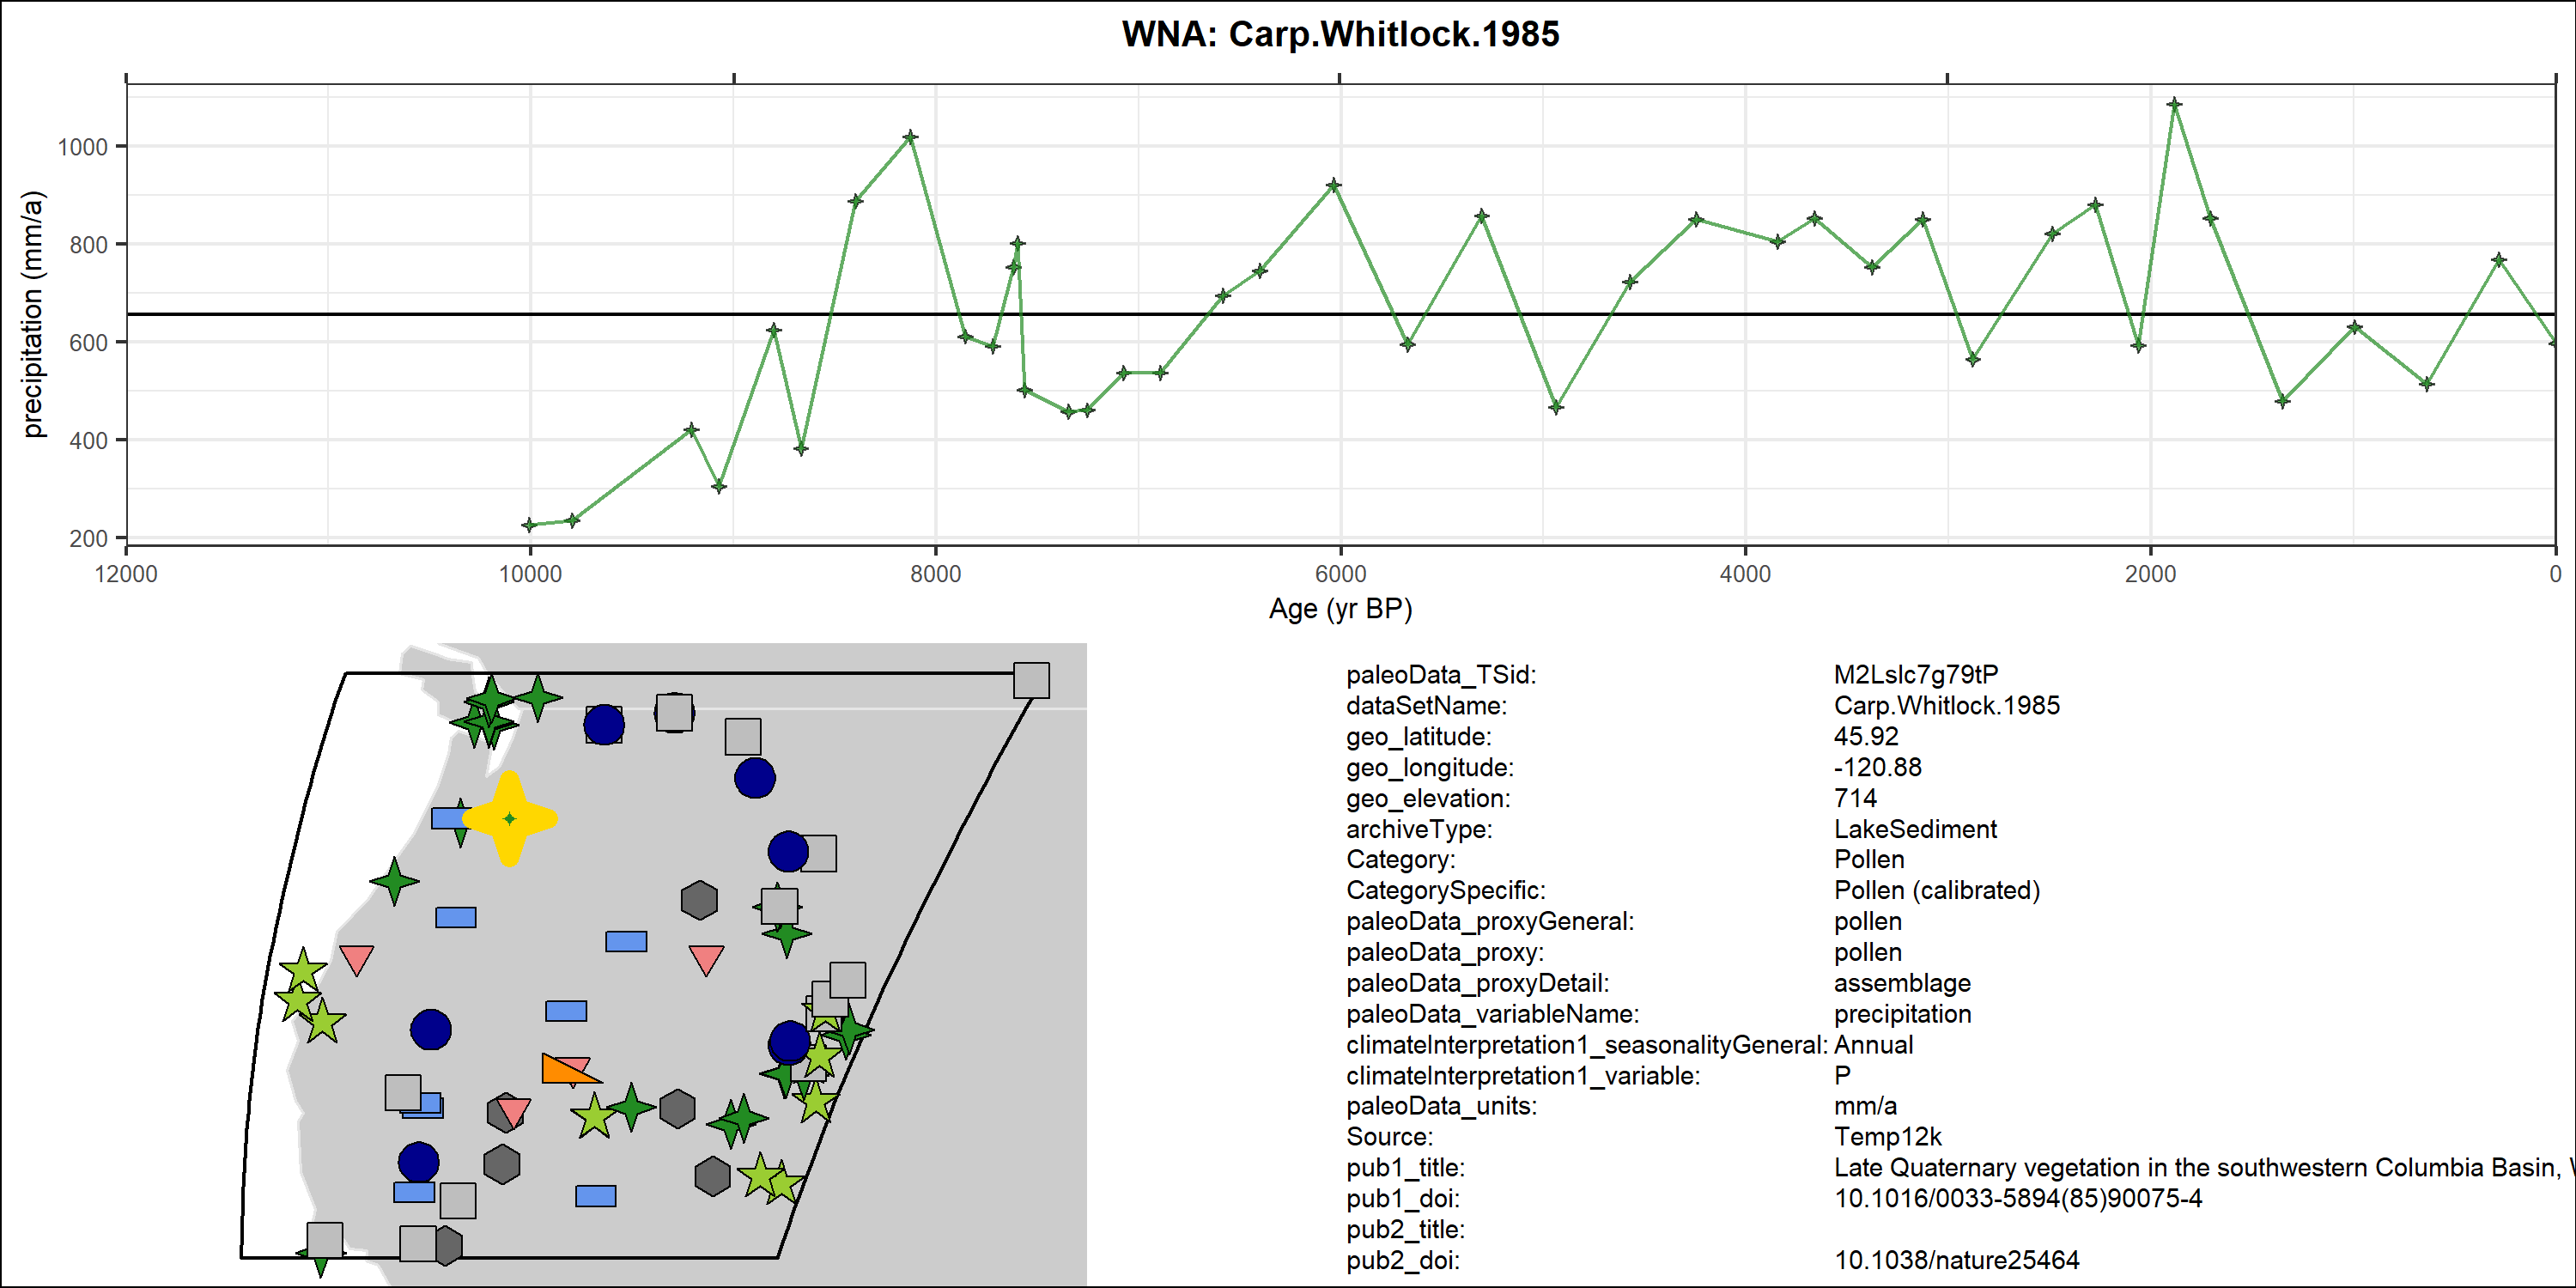 WNA: Carp.Whitlock.1985
precipitation (mm/a)
1000
800
600
400
200
12000 10000 8000 6000 4000 2000 0
Age (yr BP)
paleoData_TSid: M2Lslc7g79tP
dataSetName: Carp.Whitlock.1985
geo_latitude: 45.92
geo_longitude: -120.88
geo_elevation: 714
archiveType: LakeSediment
Category: Pollen
CategorySpecific: Pollen (calibrated)
paleoData_proxyGeneral: pollen
paleoData_proxy: pollen
paleoData_proxyDetail: assemblage
paleoData_variableName: precipitation
climateInterpretation1_seasonalityGeneral: Annual
climateInterpretation1_variable: P
paleoData_units: mm/a
Source: Temp12k
pub1_title: Late Quaternary vegetation in the southwestern Columbia Basin,
pub1_doi: 10.1016/0033-5894(85)90075-4
pub2_title:
pub2_doi: 10.1038/nature25464